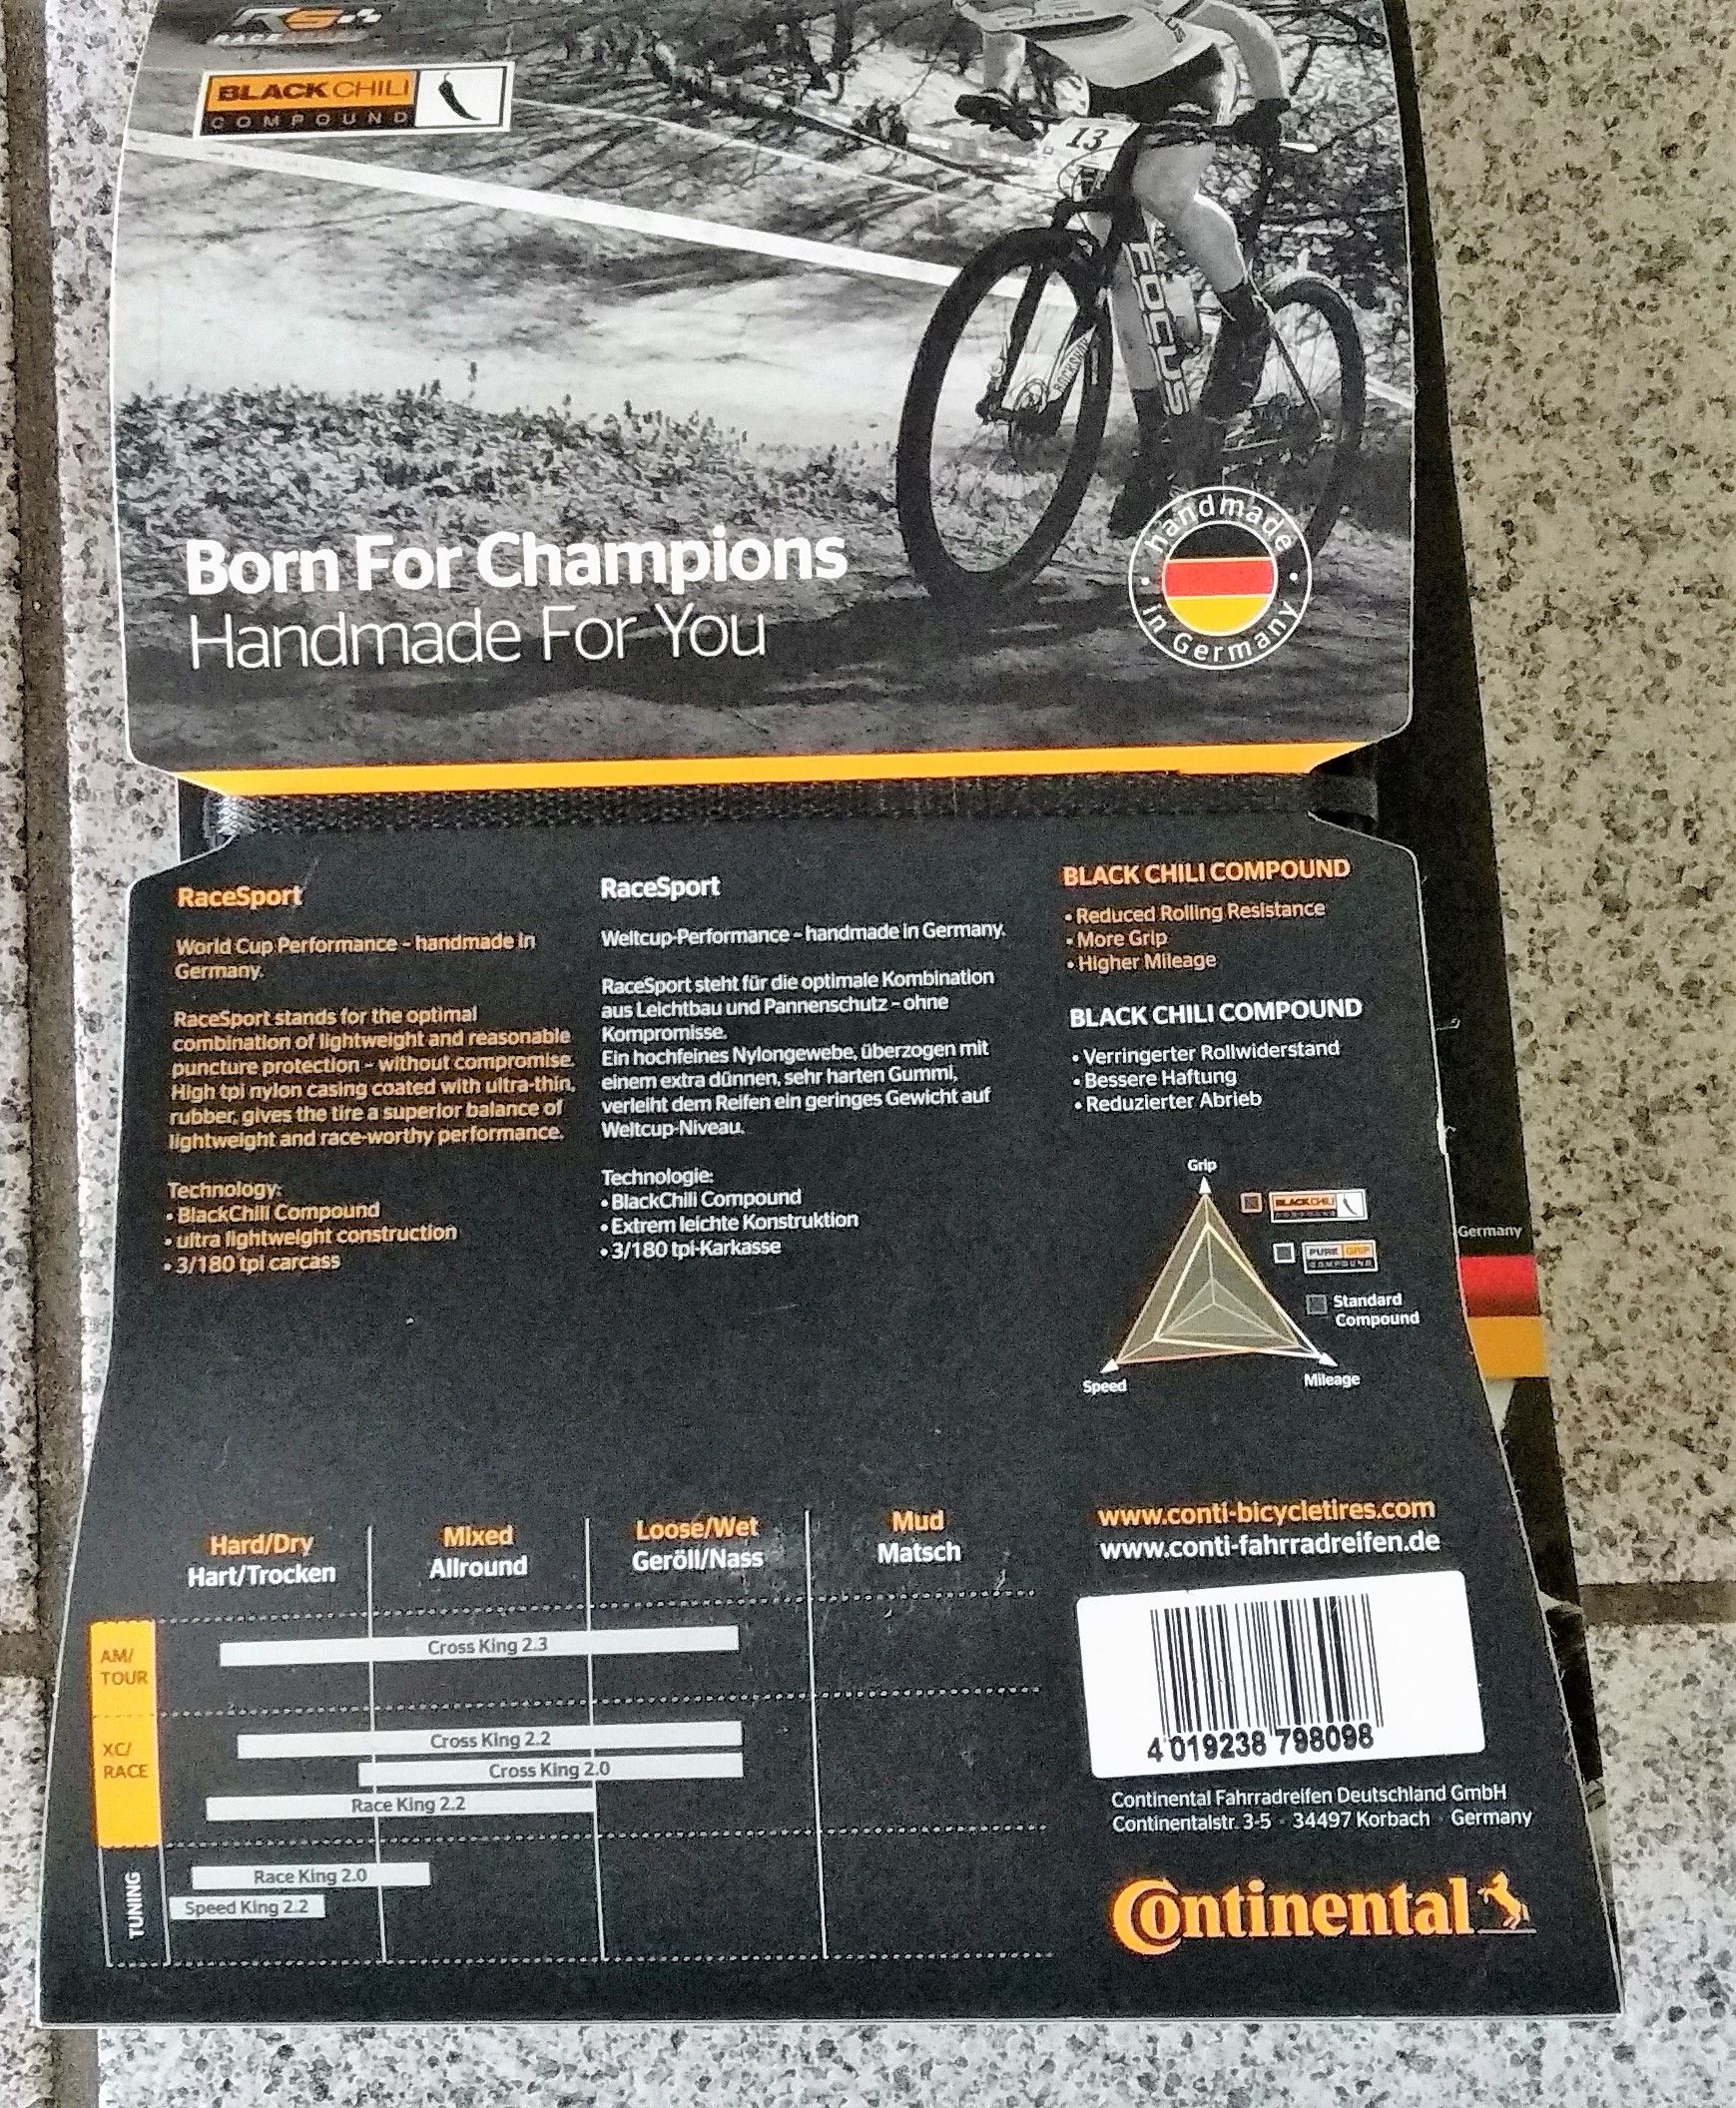 RS
RACE
BLACK CHILI
COMPOUND
13
FOCUS
Born For Champions
Handmade For You
handmade
in Germany
RaceSport
World Cup Performance - handmade in
Germany.
RaceSport stands for the optimal
combination of lightweight and reasonable
puncture protection - without compromise.
High tpi nylon casing coated with ultra-thin,
rubber, gives the tire a superior balance of
lightweight and race-worthy performance.
Technology:
• BlackChili Compound
• ultra lightweight construction
• 3/180 tpi carcass
RaceSport
Weltcup-Performance - handmade in Germany.
RaceSport steht für die optimale Kombination
aus Leichtbau und Pannenschutz - ohne
Kompromisse.
Ein hochfeines Nylongewebe, überzogen mit
einem extra dünnen, sehr harten Gummi,
verleiht dem Reifen ein geringes Gewicht auf
Weltcup-Niveau.
Technologie:
• BlackChili Compound
• Extrem leichte Konstruktion
• 3/180 tpi-Karkasse
BLACK CHILI COMPOUND
• Reduced Rolling Resistance
• More Grip
• Higher Mileage
BLACK CHILI COMPOUND
• Verringerter Rollwiderstand
• Bessere Haftung
• Reduzierter Abrieb
Grip
BLACK CHILI
COMPOUND
PURE GRIP
COMPOUND
Standard
Compound
Speed
Mileage
Germany
Hard/Dry
Hart/Trocken
Mixed
Allround
Loose/Wet
Geröll/Nass
Mud
Matsch
AM/
TOUR
Cross King 2.3
XC/
RACE
Cross King 2.2
Cross King 2.0
Race King 2.2
TUNING
Race King 2.0
Speed King 2.2
www.conti-bicycletires.com
www.conti-fahrradreifen.de
4 019238 798098
Continental Fahrradreifen Deutschland GmbH
Continentalstr. 3-5 · 34497 Korbach · Germany
Continental